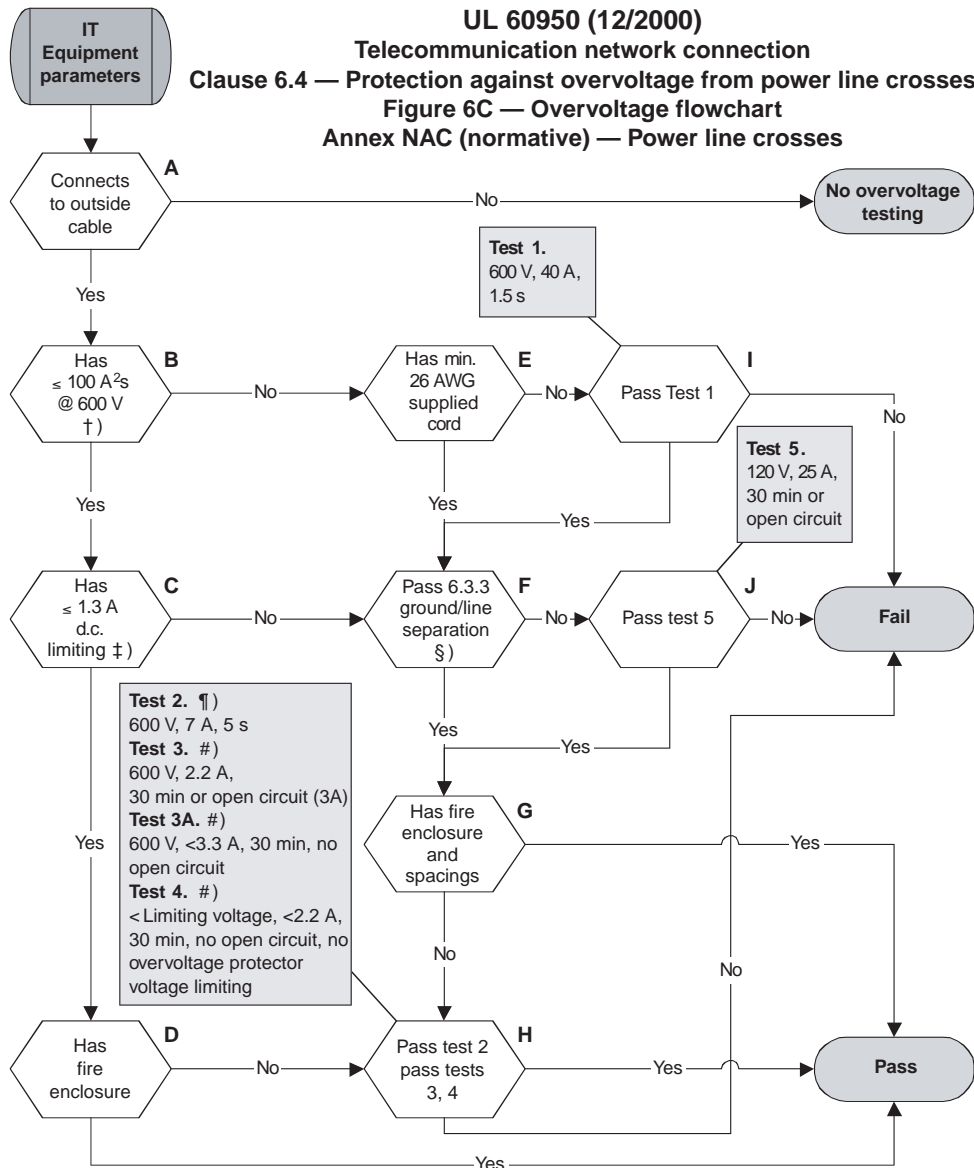 IT
Equipment
parameters
UL 60950 (12/2000)
Telecommunication network connection
Clause 6.4 — Protection against overvoltage from power line crosses
Figure 6C — Overvoltage flowchart
Annex NAC (normative) — Power line crosses
A
Connects
to outside
cable
No
No overvoltage
testing
Test 1.
600 V, 40 A,
1.5 s
Yes
B
Has
≤ 100 A²s
@ 600 V
†)
No
E
Has min.
26 AWG
supplied
cord
No
I
Pass Test 1
No
Test 5.
120 V, 25 A,
30 min or
open circuit
Yes
Yes
Yes
C
Has
≤ 1.3 A
d.c.
limiting ‡)
No
F
Pass 6.3.3
ground/line
separation
§)
No
J
Pass test 5
No
Fail
Test 2. ¶)
600 V, 7 A, 5 s
Test 3. #)
600 V, 2.2 A,
30 min or open circuit (3A)
Test 3A. #)
600 V, <3.3 A, 30 min, no
open circuit
Test 4. #)
< Limiting voltage, <2.2 A,
30 min, no open circuit, no
overvoltage protector
voltage limiting
Yes
Yes
Yes
G
Has fire
enclosure
and
spacings
Yes
No
No
D
Has
fire
enclosure
No
H
Pass test 2
pass tests
3, 4
Yes
Pass
Yes